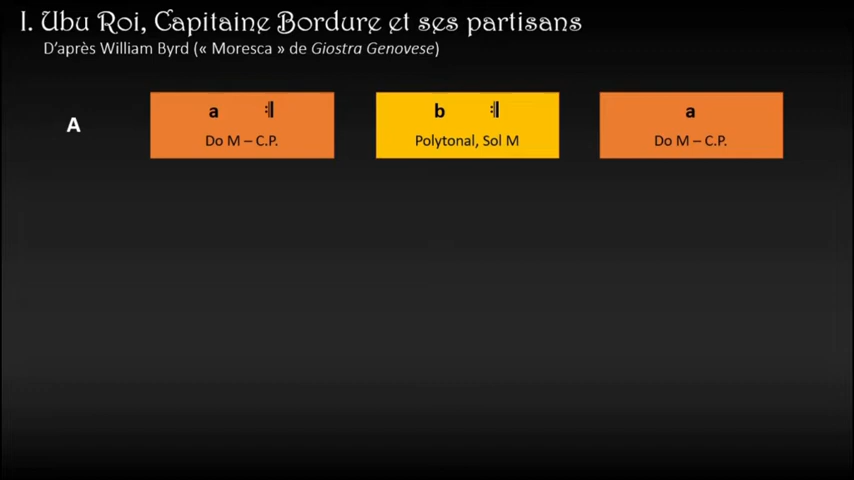 I. Ubu Roi, Capitaine Bordure et ses partisans
D'après William Byrd (« Moresca » de Giostra Genovese)
A
a 𝄇
Do M – C.P.
b 𝄇
Polytonal, Sol M
a
Do M – C.P.